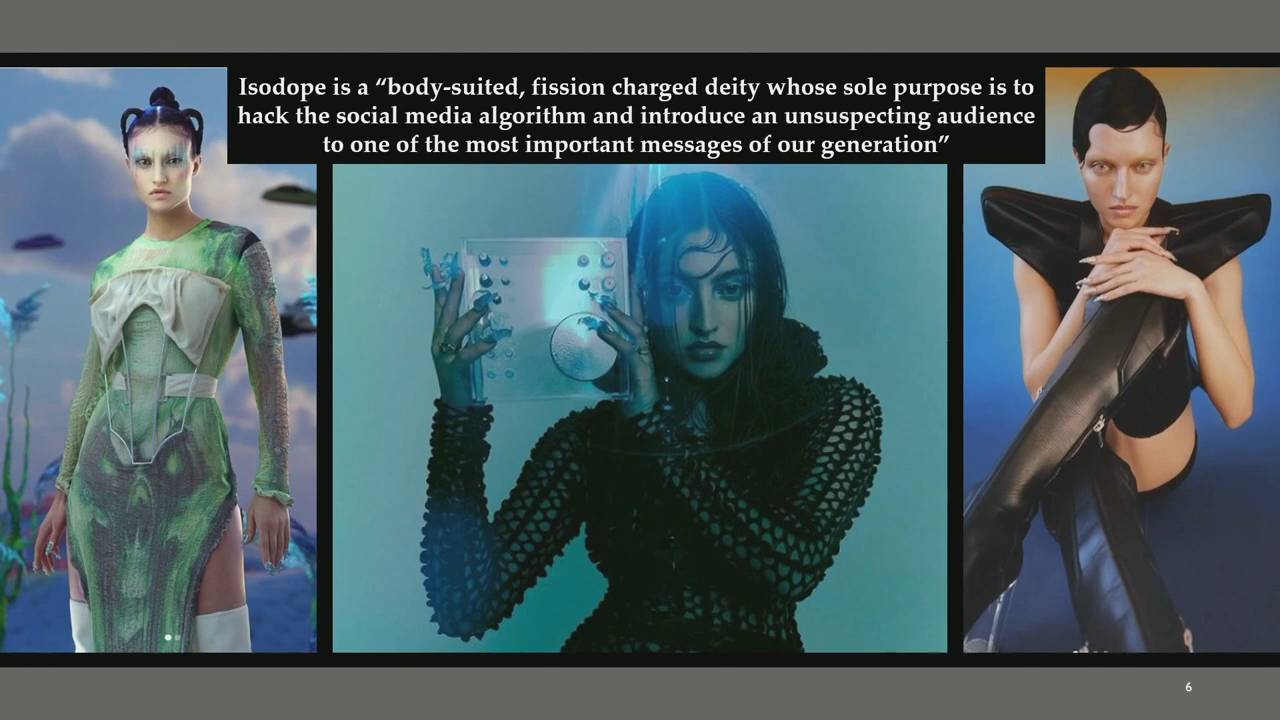 Isodope is a “body-suited, fission charged deity whose sole purpose is to
hack the social media algorithm and introduce an unsuspecting audience
to one of the most important messages of our generation”
6